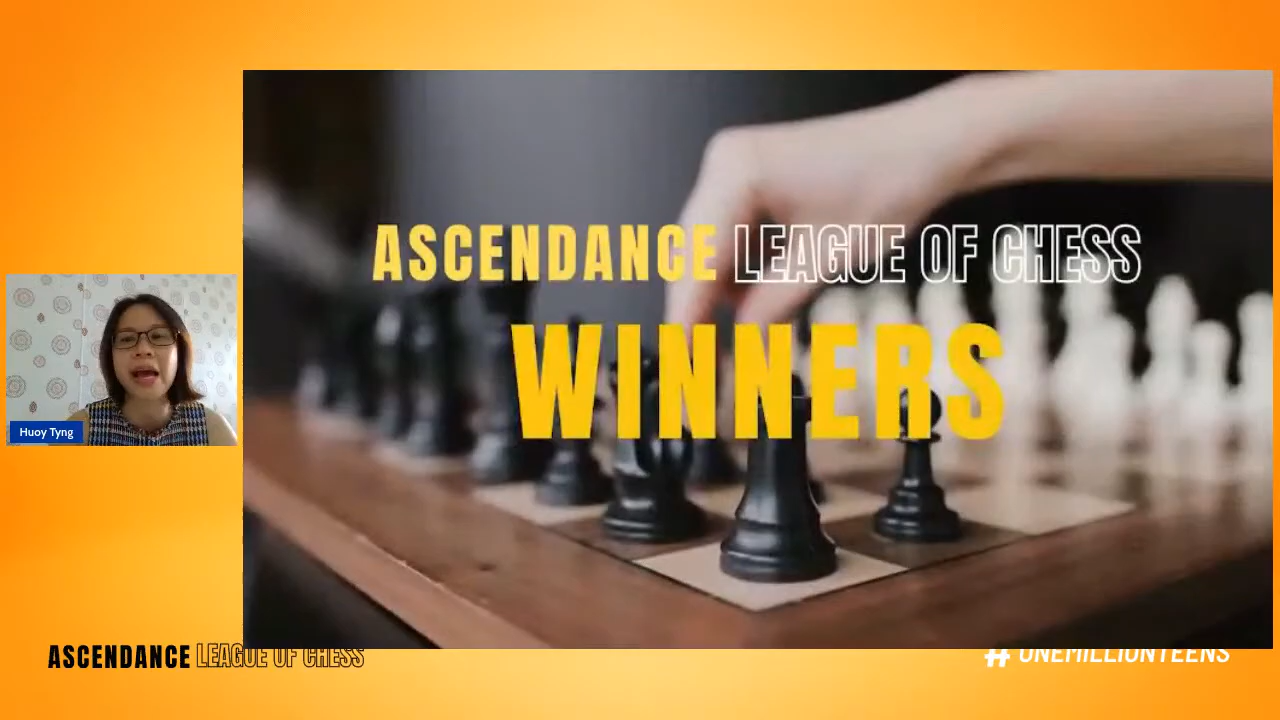 ASCENDANCE LEAGUE OF CHESS
WINNERS
Huoy Tyng
ASCENDANCE LEAGUE OF CHESS
# ONEMILLIONTEENS